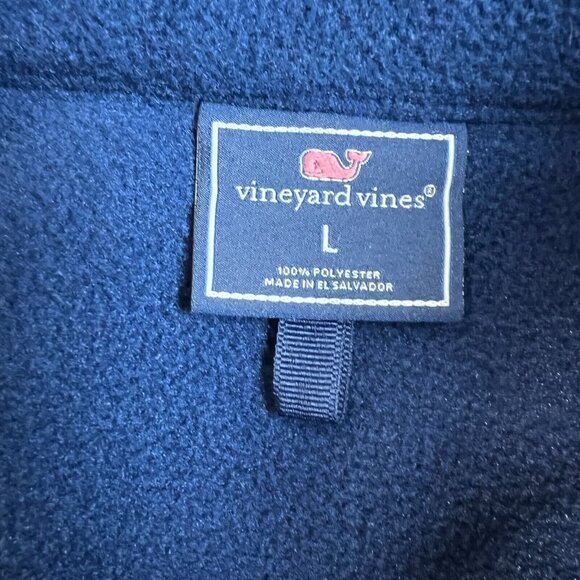 vineyard vines®
L
100% POLYESTER
MADE IN EL SALVADOR